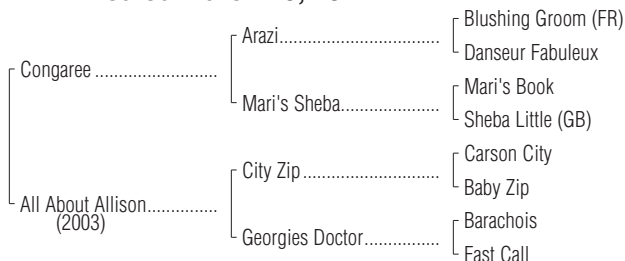 Blushing Groom (FR)
Arazi
Danseur Fabuleux
Congaree
Mari's Book
Mari's Sheba
Sheba Little (GB)
Carson City
City Zip
Baby Zip
All About Allison
(2003)
Barachois
Georgies Doctor
Fast Call